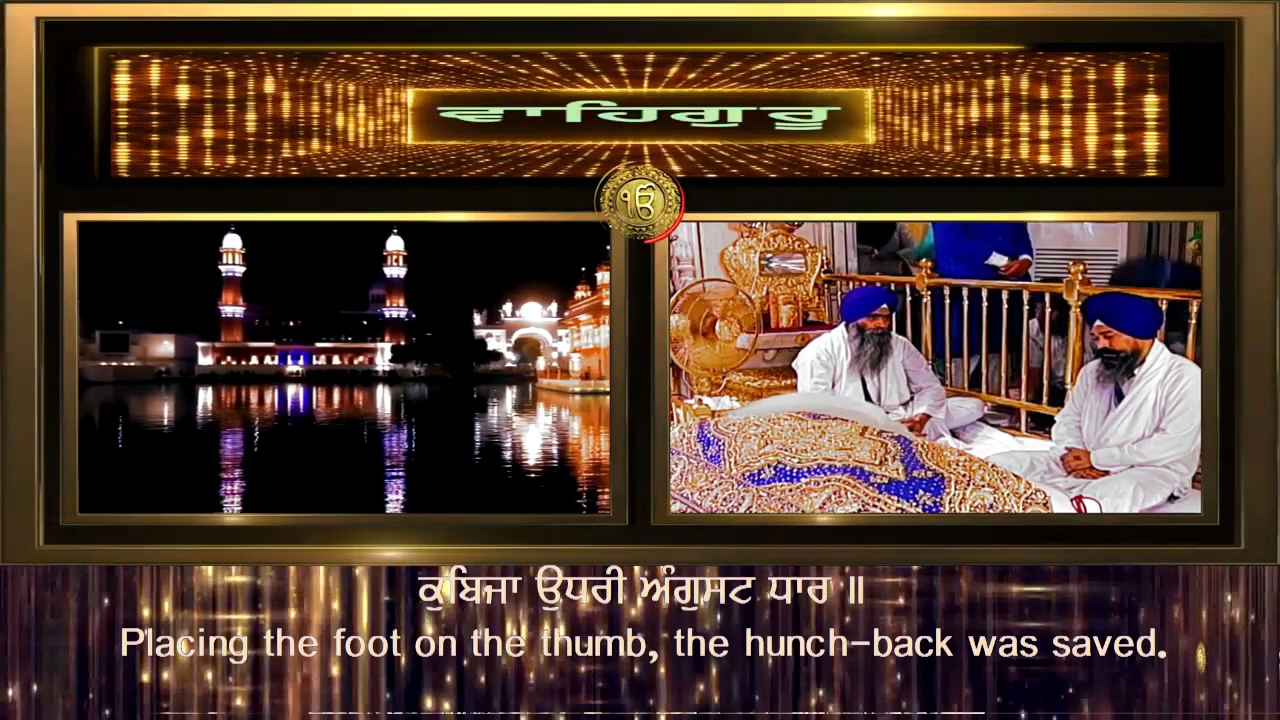 ਵਾਹਿਗੁਰੂ
ੴ
ਕੁਬਿਜਾ ਉਧਰੀ ਅੰਗੁਸਟ ਧਾਰ ॥
Placing the foot on the thumb, the hunch-back was saved.